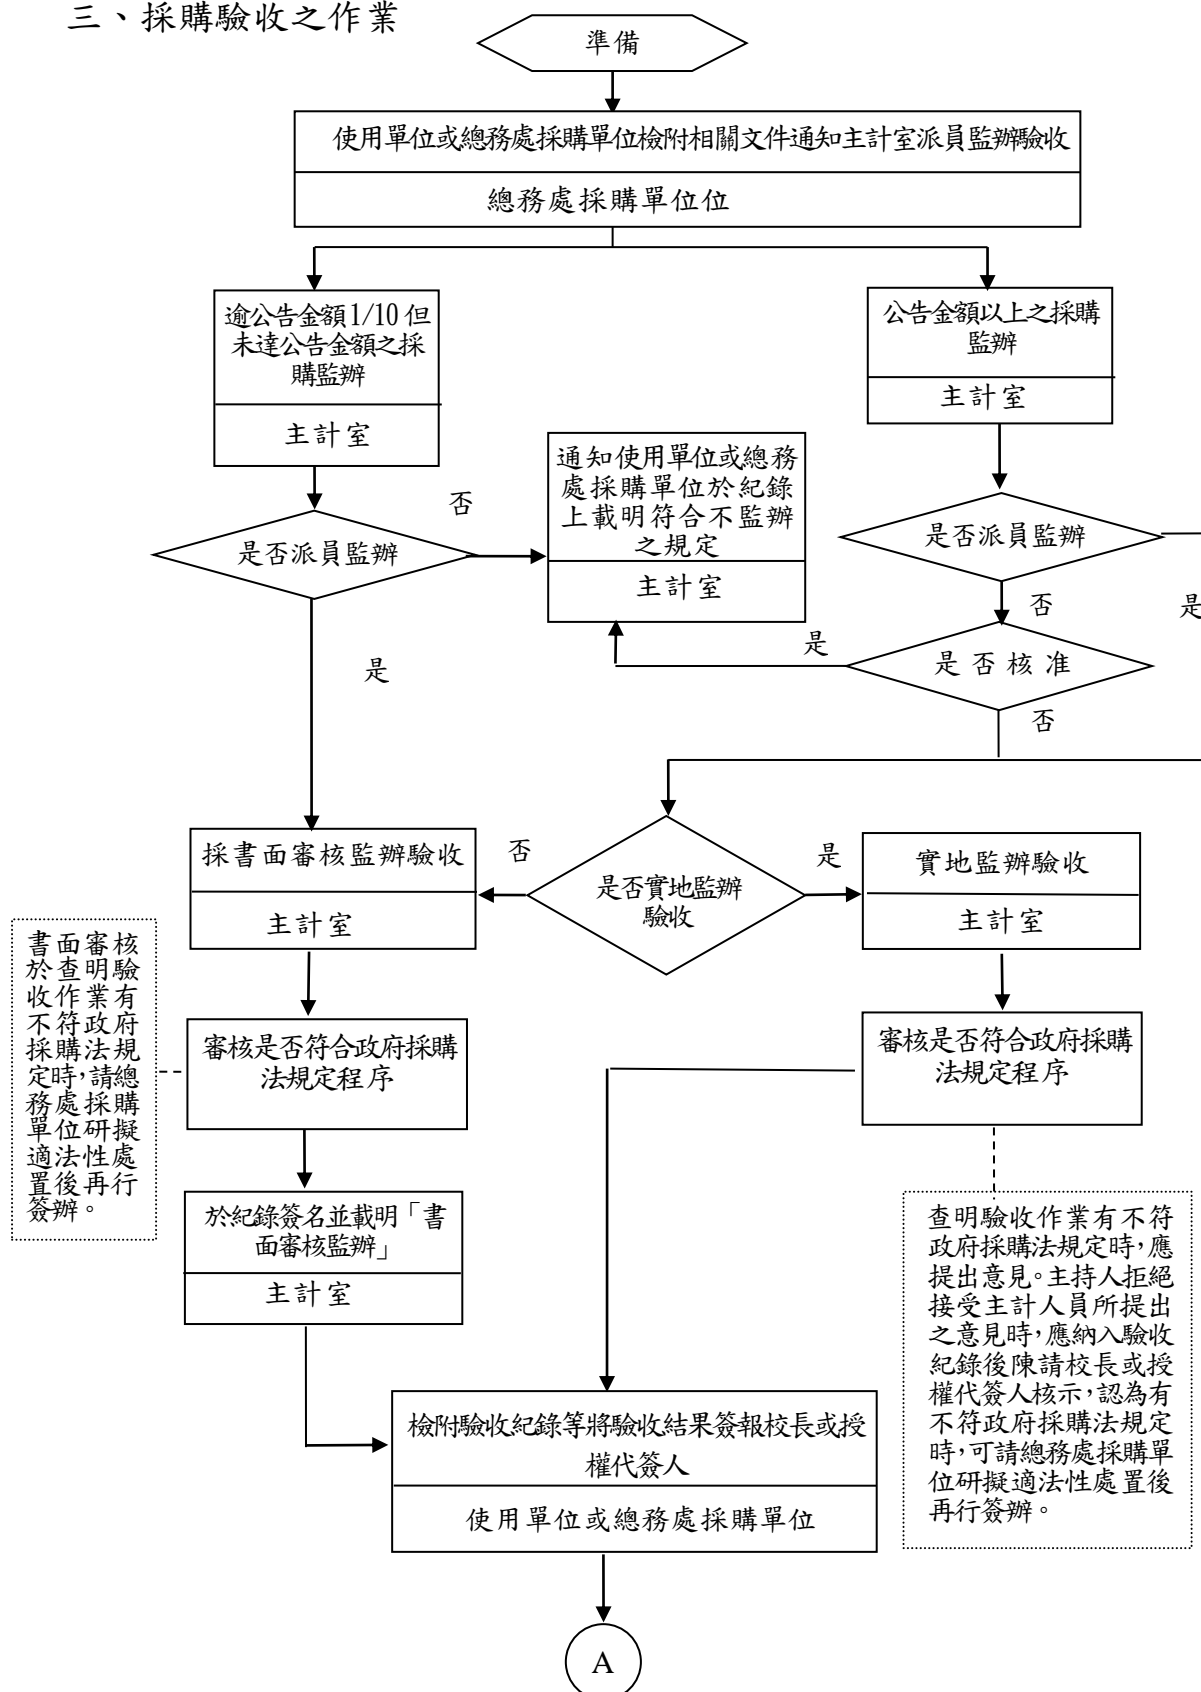 三、採購驗收之作業
準備
使用單位或總務處採購單位檢附相關文件通知主計室派員監辦驗收
總務處採購單位位
逾公告金額1/10但
未達公告金額之採
購監辦
主計室
公告金額以上之採購
監辦
主計室
通知使用單位或總務
處採購單位於紀錄
上載明符合不監辦
之規定
主計室
否
是否派員監辦
是否派員監辦
否
是
是
是否核准
是
否
採書面審核監辦驗收
主計室
否
是否實地監辦
驗收
是
實地監辦驗收
主計室
書面審核
於查明驗
收作業有
不符政府
採購法規
定時,請總
務處採購
單位研擬
適法性處
置後再行
簽辦。
審核是否符合政府採購
法規定程序
審核是否符合政府採購
法規定程序
於紀錄簽名並載明「書
面審核監辦」
主計室
查明驗收作業有不符
政府採購法規定時,應
提出意見。主持人拒絕
接受主計人員所提出
之意見時,應納入驗收
紀錄後陳請校長或授
權代簽人核示,認為有
不符政府採購法規定
時,可請總務處採購單
位研擬適法性處置後
再行簽辦。
檢附驗收紀錄等將驗收結果簽報校長或授
權代簽人
使用單位或總務處採購單位
A